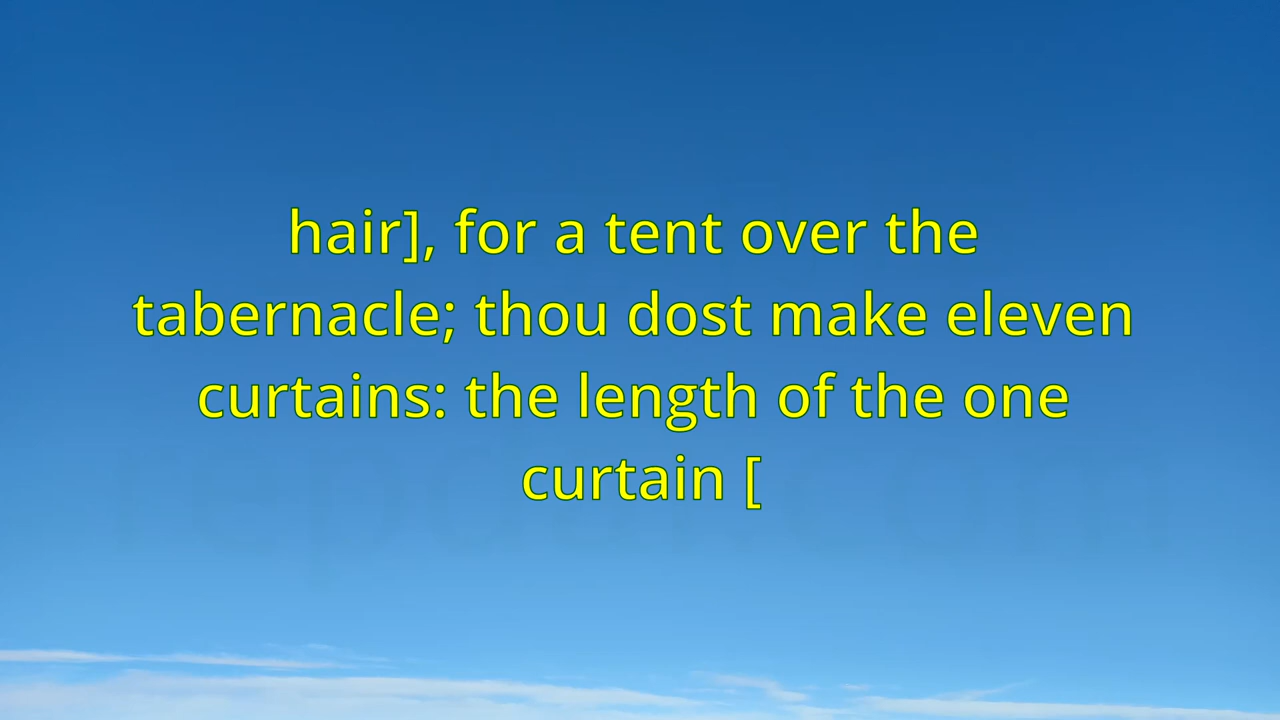 hair], for a tent over the
tabernacle; thou dost make eleven
curtains: the length of the one
curtain [